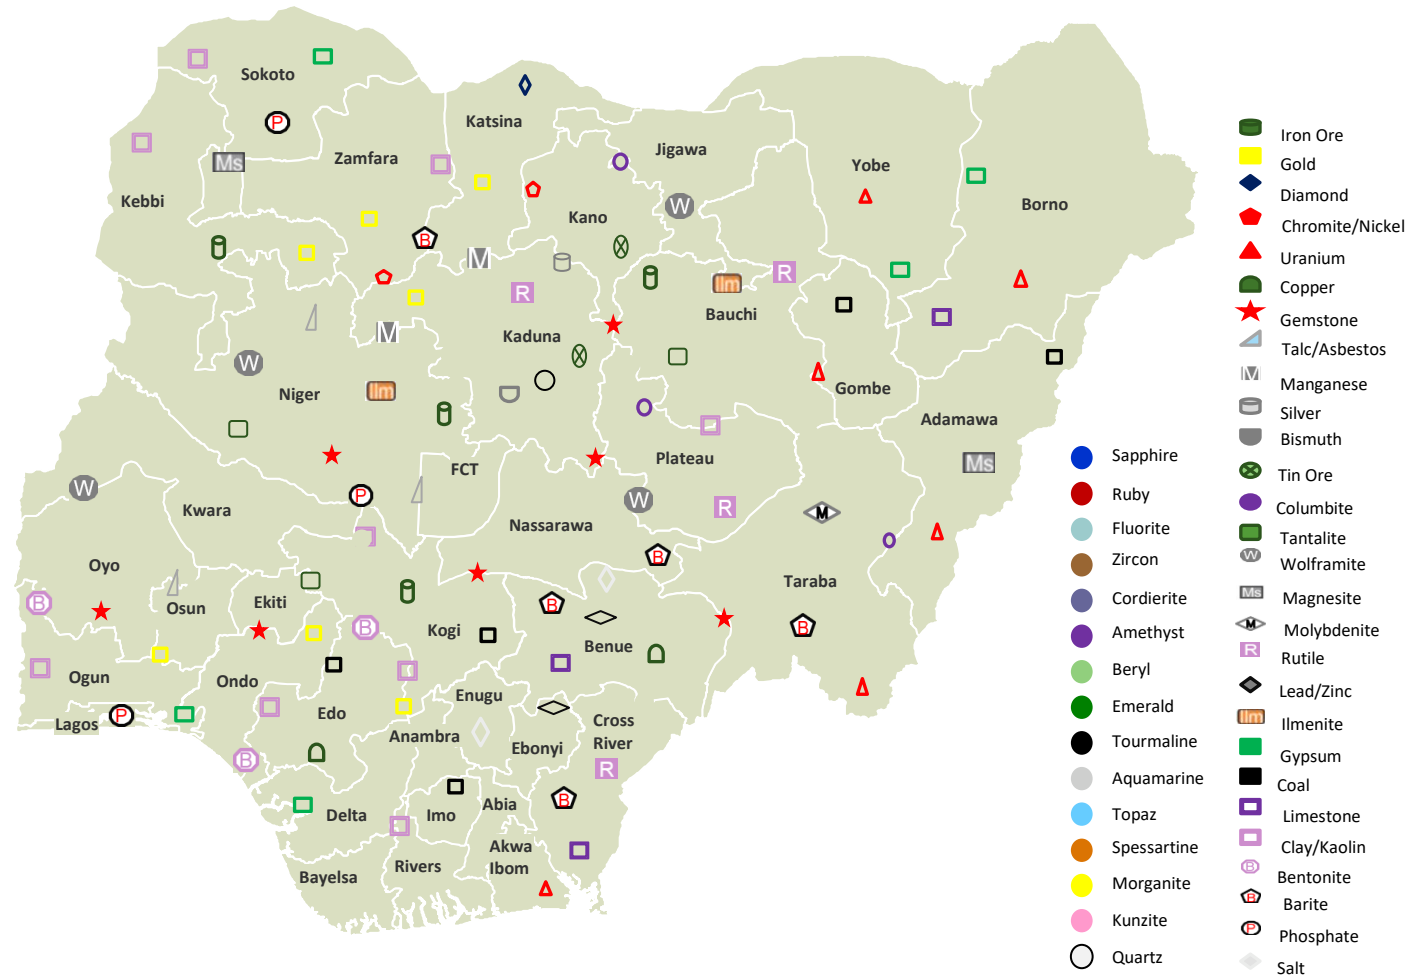 Sokoto
Katsina
Jigawa
Zamfara
Yobe
P
Ms
Kebbi
Borno
Kano
W
B
M
R
Ilm
R
Bauchi
Kaduna
M
W
Niger
Ilm
Gombe
Adamawa
Plateau
FCT
Ms
W
P
Kwara
W
R
M
Nassarawa
B
Oyo
Taraba
Osun
Ekiti
B
B
B
Kogi
B
Benue
Ogun
Ondo
Enugu
Edo
Lagos
P
Anambra
Cross
River
Ebonyi
B
R
B
Delta
Imo
Abia
Akwa
Ibom
Rivers
Bayelsa
Sapphire
Ruby
Fluorite
Zircon
Cordierite
Amethyst
Beryl
Emerald
Tourmaline
Aquamarine
Topaz
Spessartine
Morganite
Kunzite
Quartz
Iron Ore
Gold
Diamond
Chromite/Nickel
Uranium
Copper
Gemstone
Talc/Asbestos
M Manganese
Silver
Bismuth
Tin Ore
Columbite
Tantalite
W Wolframite
Ms Magnesite
M Molybdenite
R Rutile
Lead/Zinc
Ilm Ilmenite
Gypsum
Coal
Limestone
Clay/Kaolin
B Bentonite
B Barite
P Phosphate
Salt